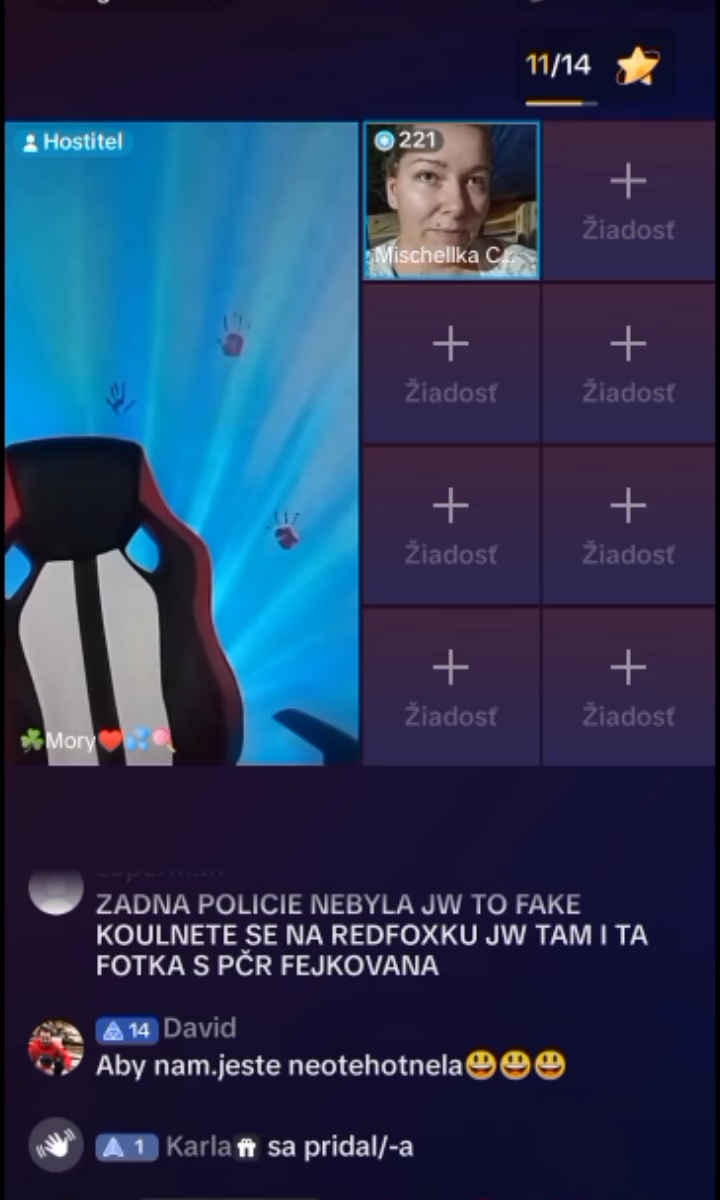 11/14
Hostiteľ
221
Mischellka C...
Žiadosť
Žiadosť
Žiadosť
Žiadosť
Žiadosť
Žiadosť
Žiadosť
☘️Mory❤️💦🍭
ZADNA POLICIE NEBYLA JW TO FAKE
KOULNETE SE NA REDFOXKU JW TAM I TA
FOTKA S PČR FEJKOVANA
14 David
Aby nam.jeste neotehotnela😃😃😃
1 Karla sa pridal/-a